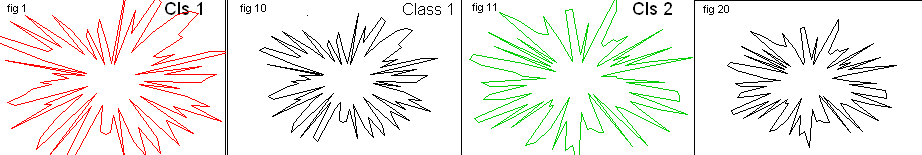 fig 1
Cls 1
fig 10
Class 1
fig 11
Cls 2
fig 20